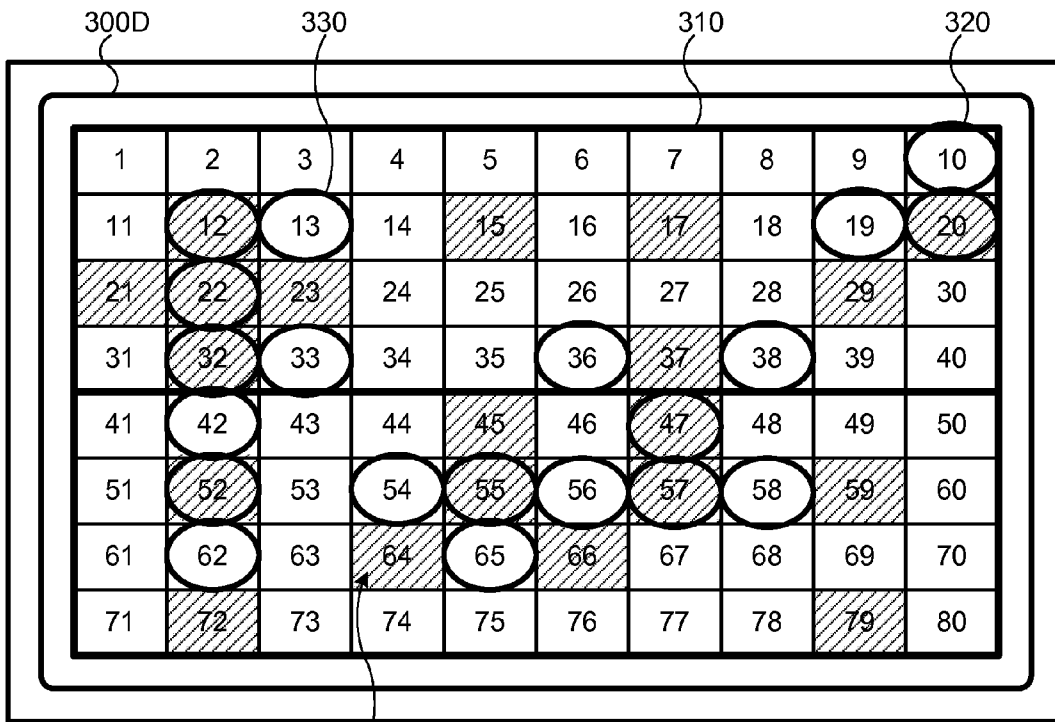 300D 330 310 320
1 2 3 4 5 6 7 8 9 10
11 12 13 14 15 16 17 18 19 20
21 22 23 24 25 26 27 28 29 30
31 32 33 34 35 36 37 38 39 40
41 42 43 44 45 46 47 48 49 50
51 52 53 54 55 56 57 58 59 60
61 62 63 64 65 66 67 68 69 70
71 72 73 74 75 76 77 78 79 80